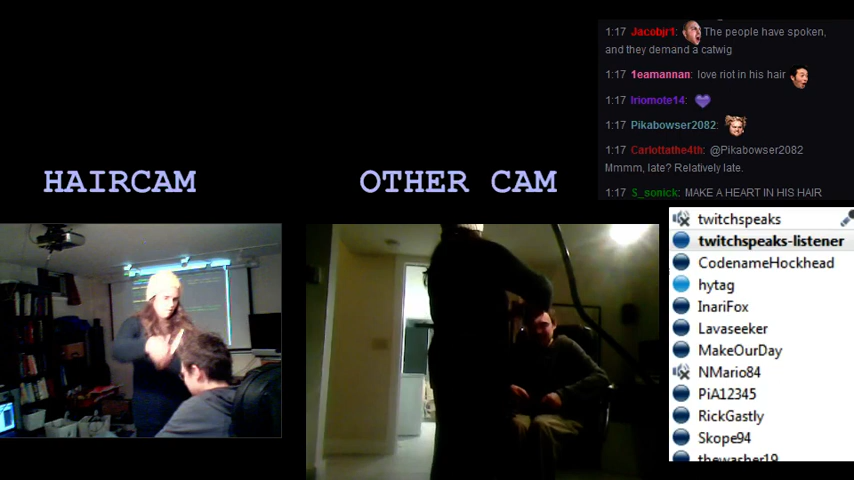 1:17 Jacobjr1: The people have spoken,
and they demand a catwig
1:17 1eamannan: love riot in his hair
1:17 Iriomote14:
1:17 Pikabowser2082:
1:17 Carlottathe4th: @Pikabowser2082
Mmmm, late? Relatively late.
1:17 S_sonick: MAKE A HEART IN HIS HAIR
HAIRCAM
OTHER CAM
twitchspeaks
twitchspeaks-listener
CodenameHockhead
hytag
InariFox
Lavaseeker
MakeOurDay
NMario84
PiA12345
RickGastly
Skope94
thewasher19